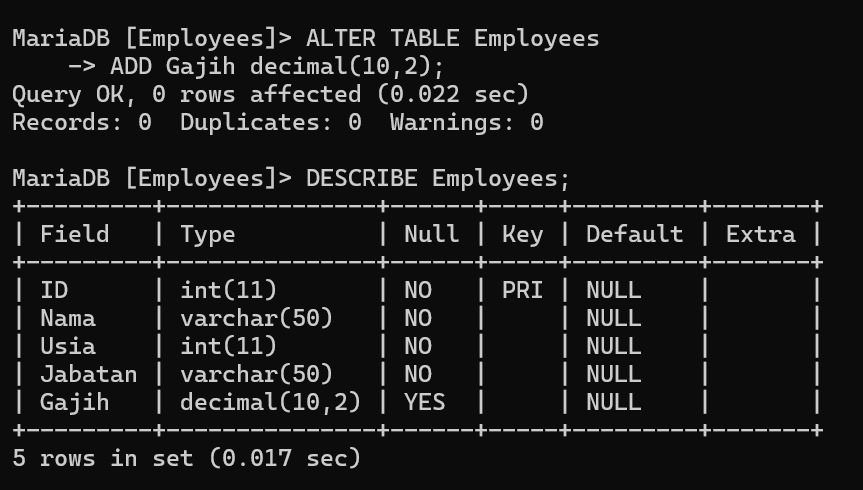 MariaDB [Employees]> ALTER TABLE Employees
    -> ADD Gajih decimal(10,2);
Query OK, 0 rows affected (0.022 sec)
Records: 0  Duplicates: 0  Warnings: 0

MariaDB [Employees]> DESCRIBE Employees;
+---------+---------------+------+-----+---------+-------+
| Field   | Type          | Null | Key | Default | Extra |
+---------+---------------+------+-----+---------+-------+
| ID      | int(11)       | NO   | PRI | NULL    |       |
| Nama    | varchar(50)   | NO   |     | NULL    |       |
| Usia    | int(11)       | NO   |     | NULL    |       |
| Jabatan | varchar(50)   | NO   |     | NULL    |       |
| Gajih   | decimal(10,2) | YES  |     | NULL    |       |
+---------+---------------+------+-----+---------+-------+
5 rows in set (0.017 sec)